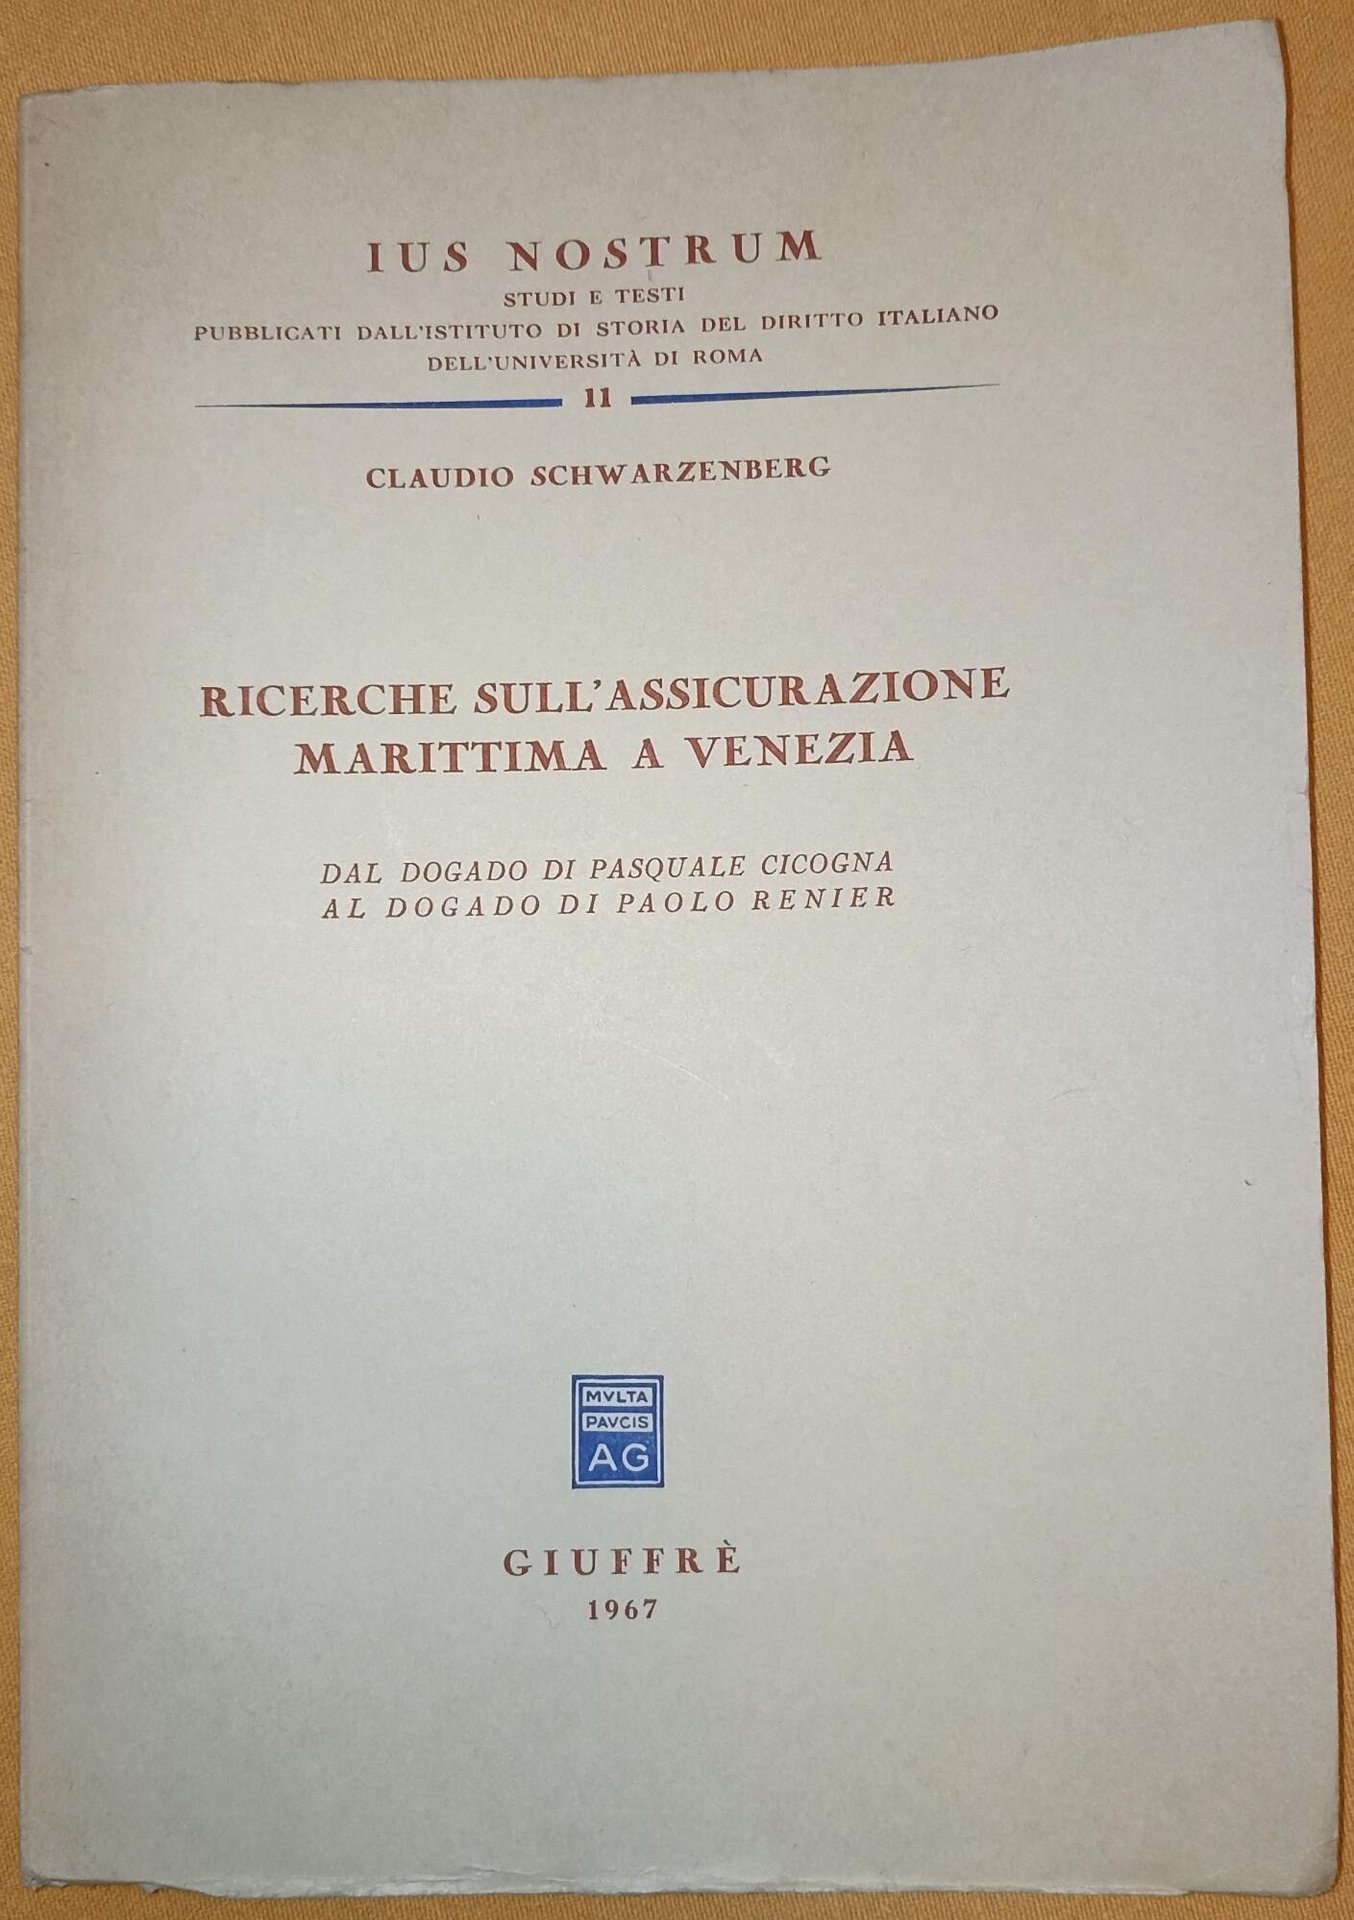 IUS NOSTRUM
STUDI E TESTI
PUBBLICATI DALL'ISTITUTO DI STORIA DEL DIRITTO ITALIANO
DELL'UNIVERSITÀ DI ROMA
11
CLAUDIO SCHWARZENBERG
RICERCHE SULL'ASSICURAZIONE
MARITTIMA A VENEZIA
DAL DOGADO DI PASQUALE CICOGNA
AL DOGADO DI PAOLO RENIER
MVLTA
PAVCIS
AG
GIUFFRÈ
1967